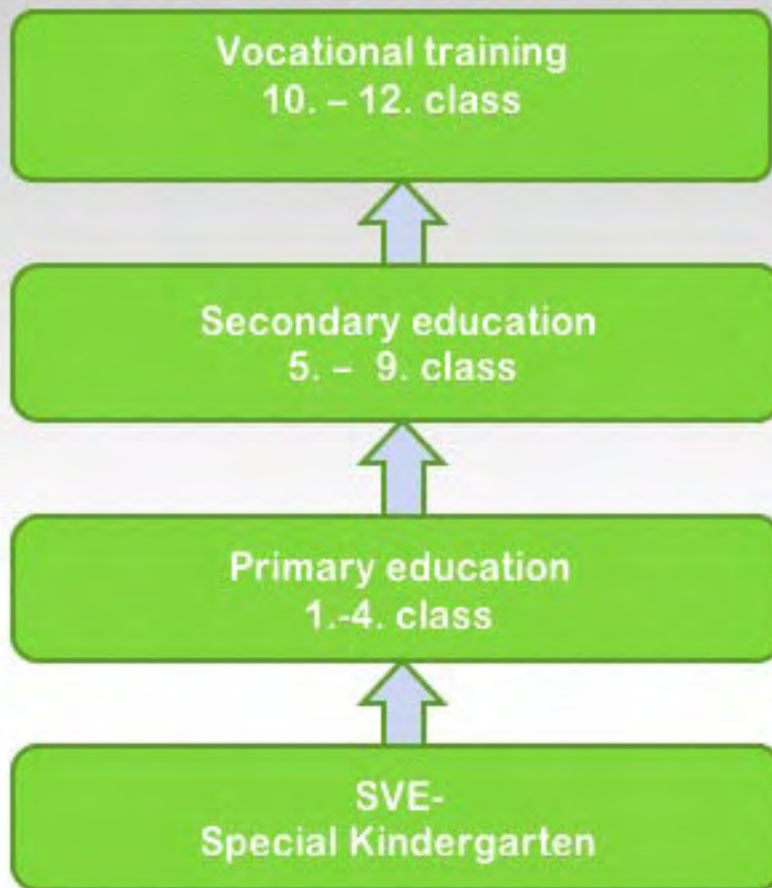 Vocational training
10. – 12. class
Secondary education
5. – 9. class
Primary education
1.-4. class
SVE-
Special Kindergarten